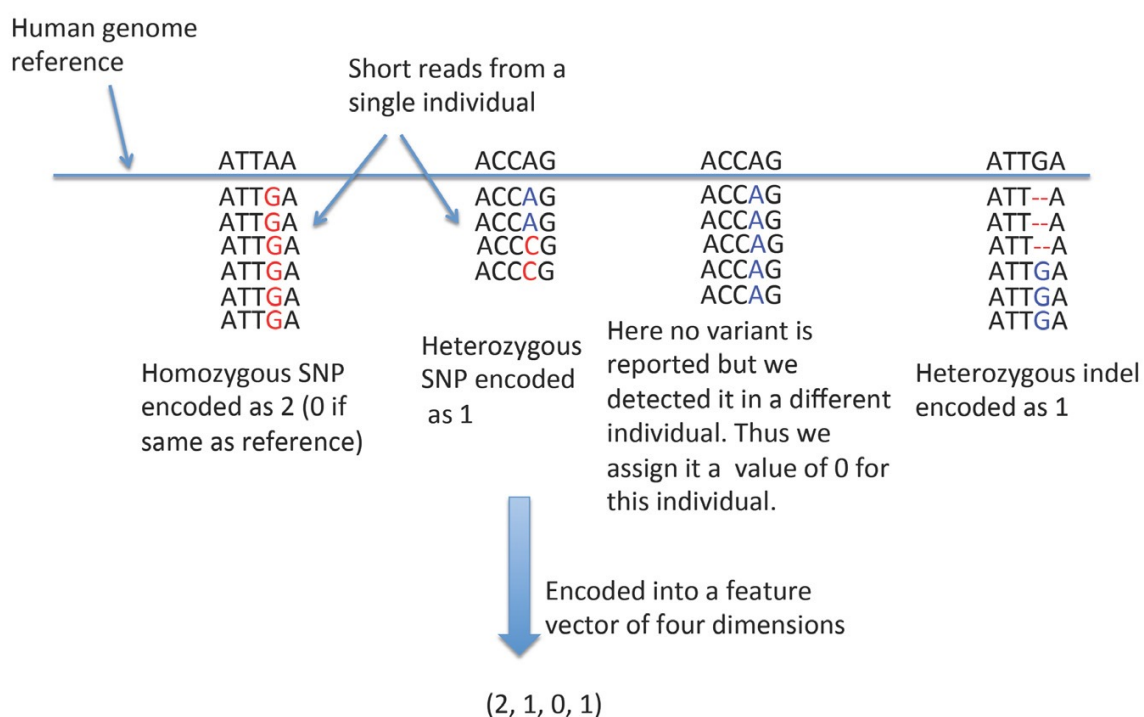 Human genome
reference
Short reads from a
single individual
ATTAA
ATTGA
ATTGA
ATTGA
ATTGA
ATTGA
ATTGA
Homozygous SNP
encoded as 2 (0 if
same as reference)
ACCAG
ACCAG
ACCAG
ACCCG
ACCCG
Heterozygous
SNP encoded
as 1
ACCAG
ACCAG
ACCAG
ACCAG
ACCAG
ACCAG
Here no variant is
reported but we
detected it in a different
individual. Thus we
assign it a value of 0 for
this individual.
ATTGA
ATT--A
ATT--A
ATT--A
ATTGA
ATTGA
ATTGA
Heterozygous indel
encoded as 1
Encoded into a feature
vector of four dimensions
(2, 1, 0, 1)